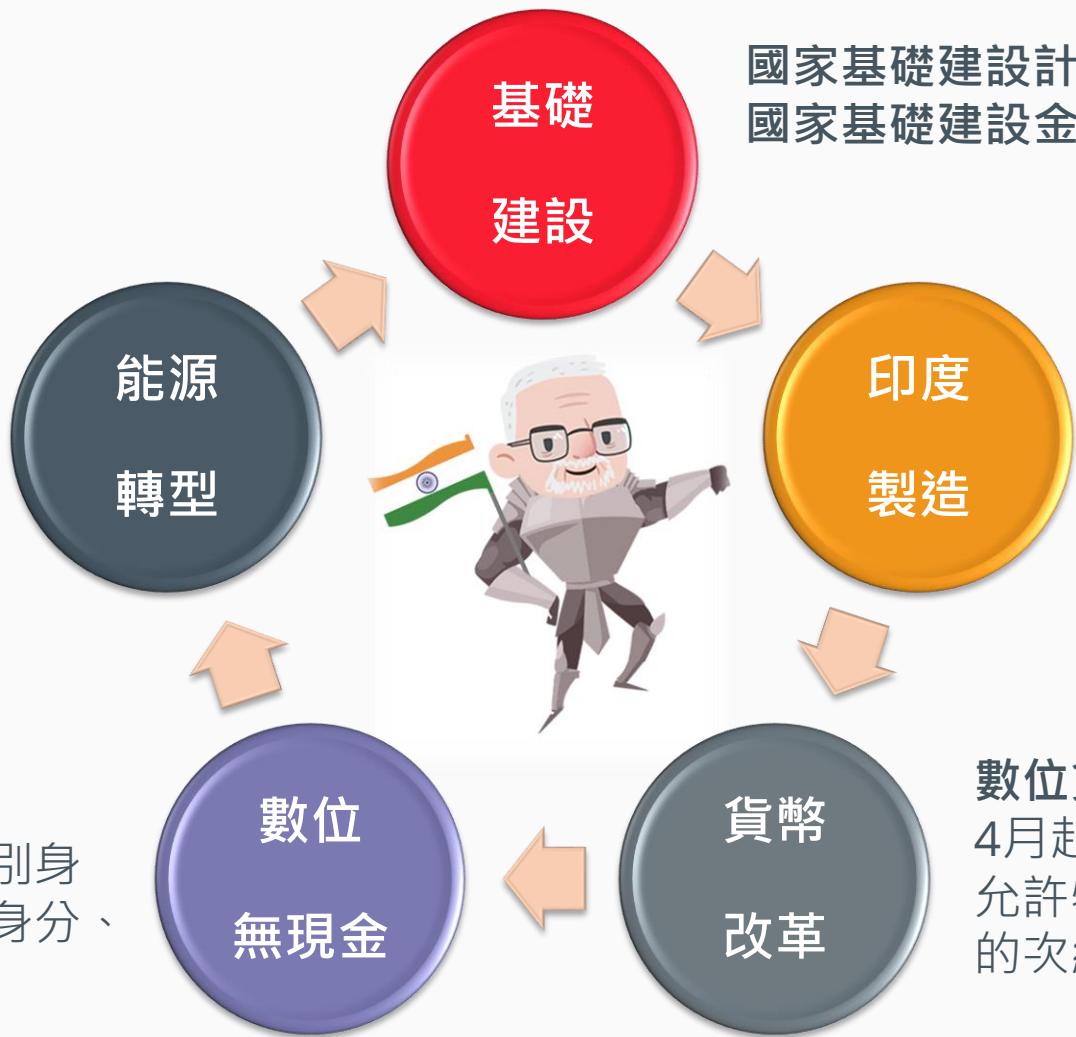 國家基礎建設計
國家基礎建設金
基礎
建設
能源
轉型
印度
製造
數位
無現金
貨幣
改革
別身
身分、
數位
4月起
允許
的次